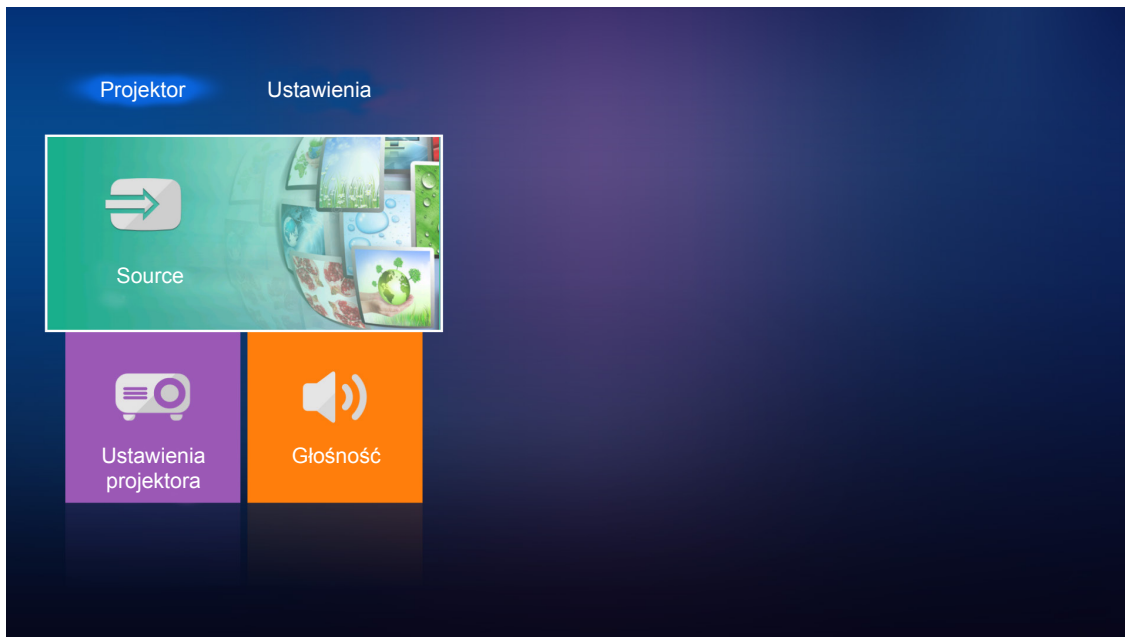 Projektor Ustawienia
Source
Ustawienia
projektora
Głośność